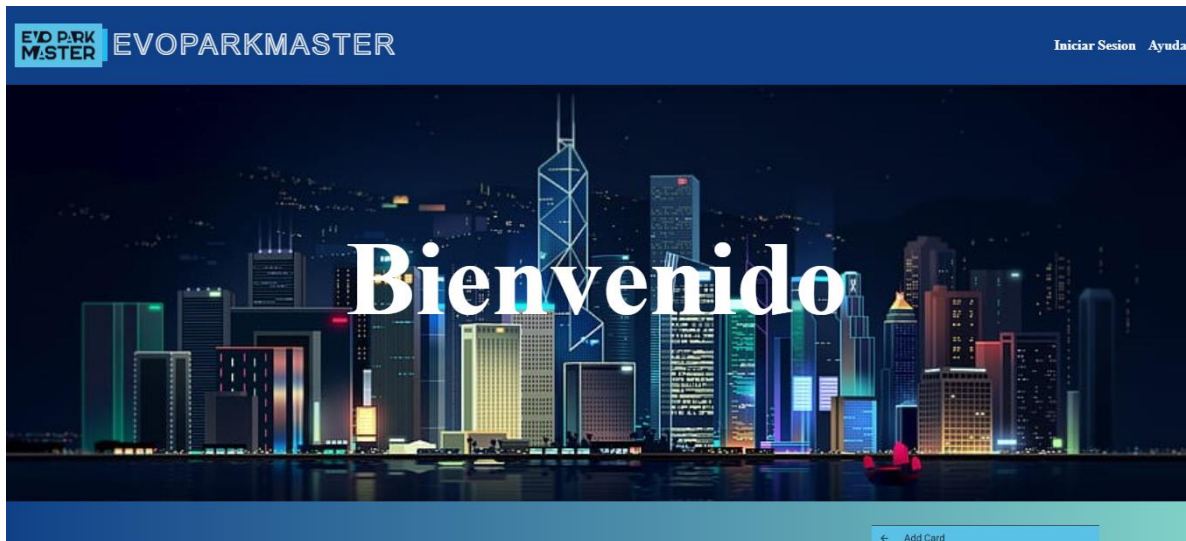 EVO PARK
MASTER
EVOPARKMASTER
Iniciar Sesion Ayuda
Bienvenido
← Add Card